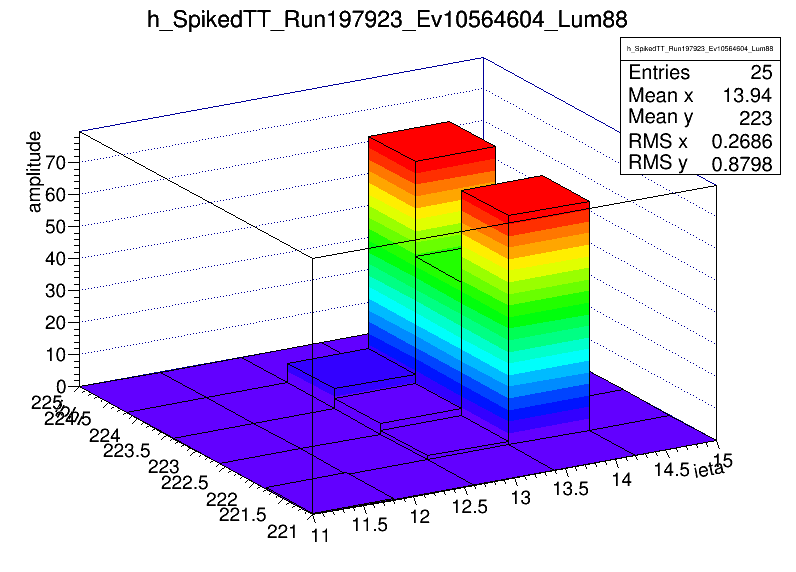 h_SpikedTT_Run197923_Ev10564604_Lum88
h_SpikedTT_Run197923_Ev10564604_Lum88
Entries 25
Mean x 13.94
Mean y 223
RMS x 0.2686
RMS y 0.8798
amplitude
70
60
50
40
30
20
10
0
225
224.5
224
223.5
223
222.5
222
221.5
221
11
11.5
12
12.5
13
13.5
14
14.5
15
ieta